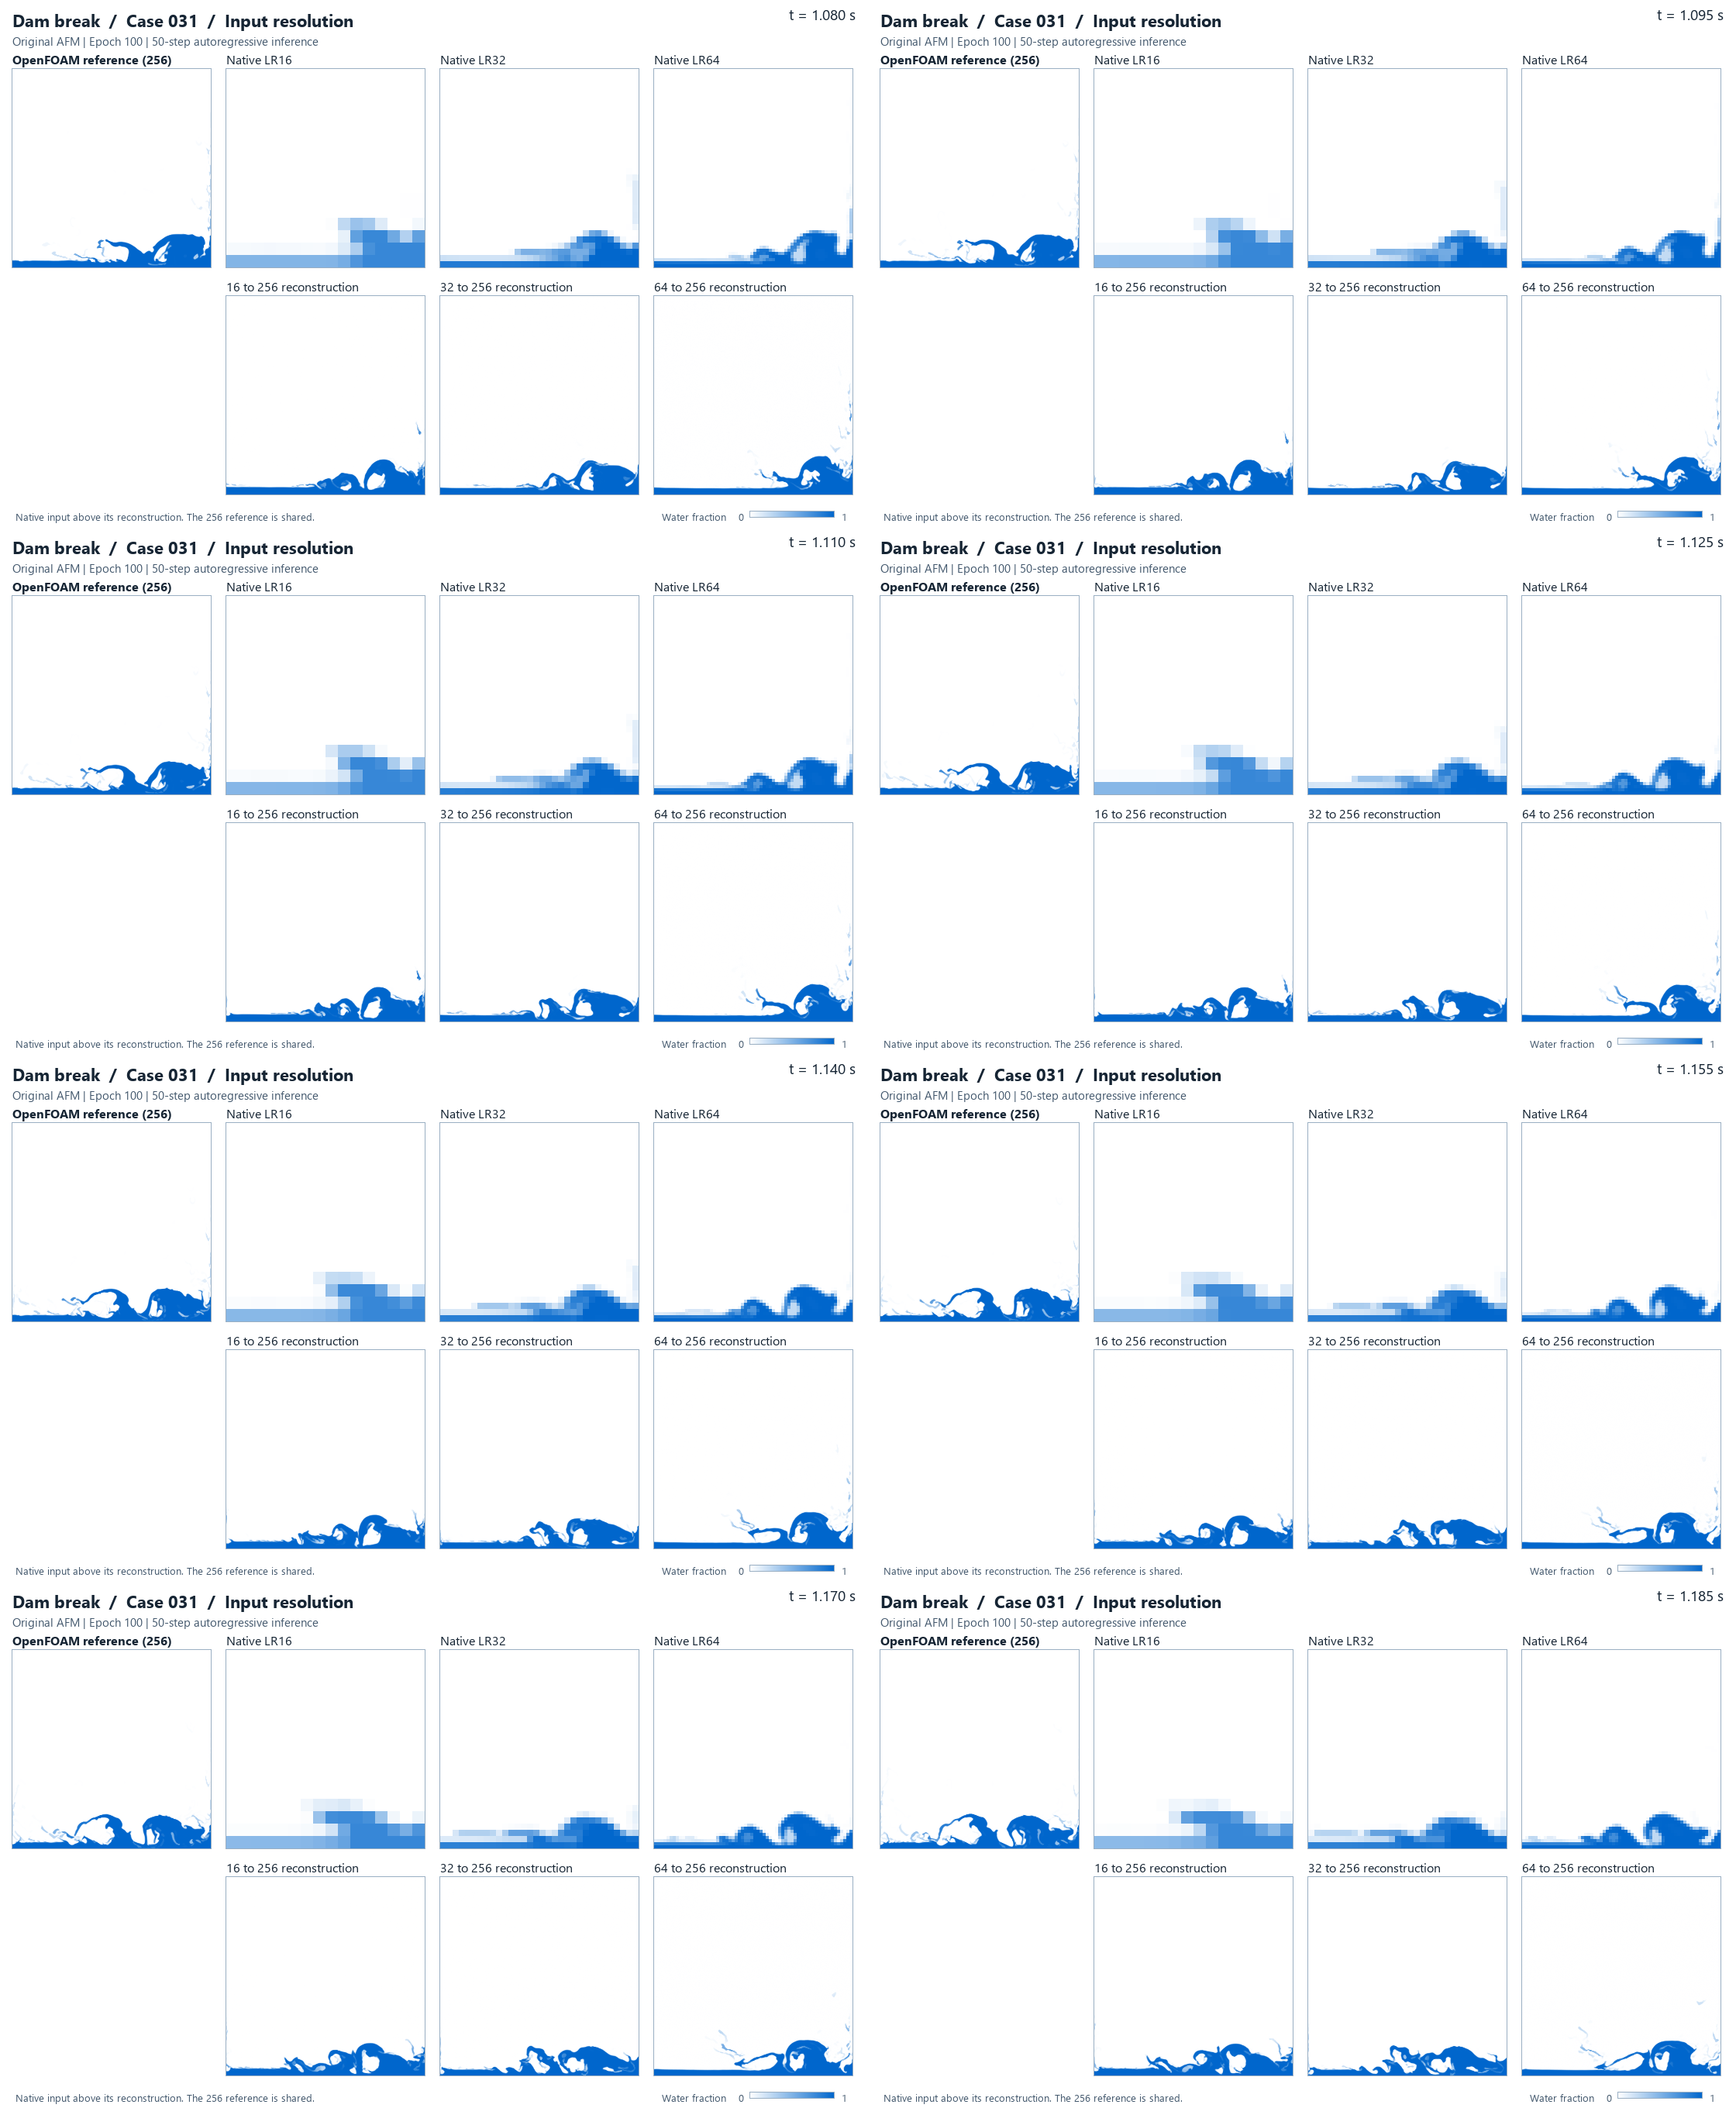 Dam break / Case 031 / Input resolution
t = 1.080 s
Original AFM | Epoch 100 | 50-step autoregressive inference
OpenFOAM reference (256)
Native LR16
Native LR32
Native LR64
16 to 256 reconstruction
32 to 256 reconstruction
64 to 256 reconstruction
Native input above its reconstruction. The 256 reference is shared.
Water fraction 0 1
Dam break / Case 031 / Input resolution
t = 1.095 s
Original AFM | Epoch 100 | 50-step autoregressive inference
OpenFOAM reference (256)
Native LR16
Native LR32
Native LR64
16 to 256 reconstruction
32 to 256 reconstruction
64 to 256 reconstruction
Native input above its reconstruction. The 256 reference is shared.
Water fraction 0 1
Dam break / Case 031 / Input resolution
t = 1.110 s
Original AFM | Epoch 100 | 50-step autoregressive inference
OpenFOAM reference (256)
Native LR16
Native LR32
Native LR64
16 to 256 reconstruction
32 to 256 reconstruction
64 to 256 reconstruction
Native input above its reconstruction. The 256 reference is shared.
Water fraction 0 1
Dam break / Case 031 / Input resolution
t = 1.125 s
Original AFM | Epoch 100 | 50-step autoregressive inference
OpenFOAM reference (256)
Native LR16
Native LR32
Native LR64
16 to 256 reconstruction
32 to 256 reconstruction
64 to 256 reconstruction
Native input above its reconstruction. The 256 reference is shared.
Water fraction 0 1
Dam break / Case 031 / Input resolution
t = 1.140 s
Original AFM | Epoch 100 | 50-step autoregressive inference
OpenFOAM reference (256)
Native LR16
Native LR32
Native LR64
16 to 256 reconstruction
32 to 256 reconstruction
64 to 256 reconstruction
Native input above its reconstruction. The 256 reference is shared.
Water fraction 0 1
Dam break / Case 031 / Input resolution
t = 1.155 s
Original AFM | Epoch 100 | 50-step autoregressive inference
OpenFOAM reference (256)
Native LR16
Native LR32
Native LR64
16 to 256 reconstruction
32 to 256 reconstruction
64 to 256 reconstruction
Native input above its reconstruction. The 256 reference is shared.
Water fraction 0 1
Dam break / Case 031 / Input resolution
t = 1.170 s
Original AFM | Epoch 100 | 50-step autoregressive inference
OpenFOAM reference (256)
Native LR16
Native LR32
Native LR64
16 to 256 reconstruction
32 to 256 reconstruction
64 to 256 reconstruction
Native input above its reconstruction. The 256 reference is shared.
Water fraction 0 1
Dam break / Case 031 / Input resolution
t = 1.185 s
Original AFM | Epoch 100 | 50-step autoregressive inference
OpenFOAM reference (256)
Native LR16
Native LR32
Native LR64
16 to 256 reconstruction
32 to 256 reconstruction
64 to 256 reconstruction
Native input above its reconstruction. The 256 reference is shared.
Water fraction 0 1